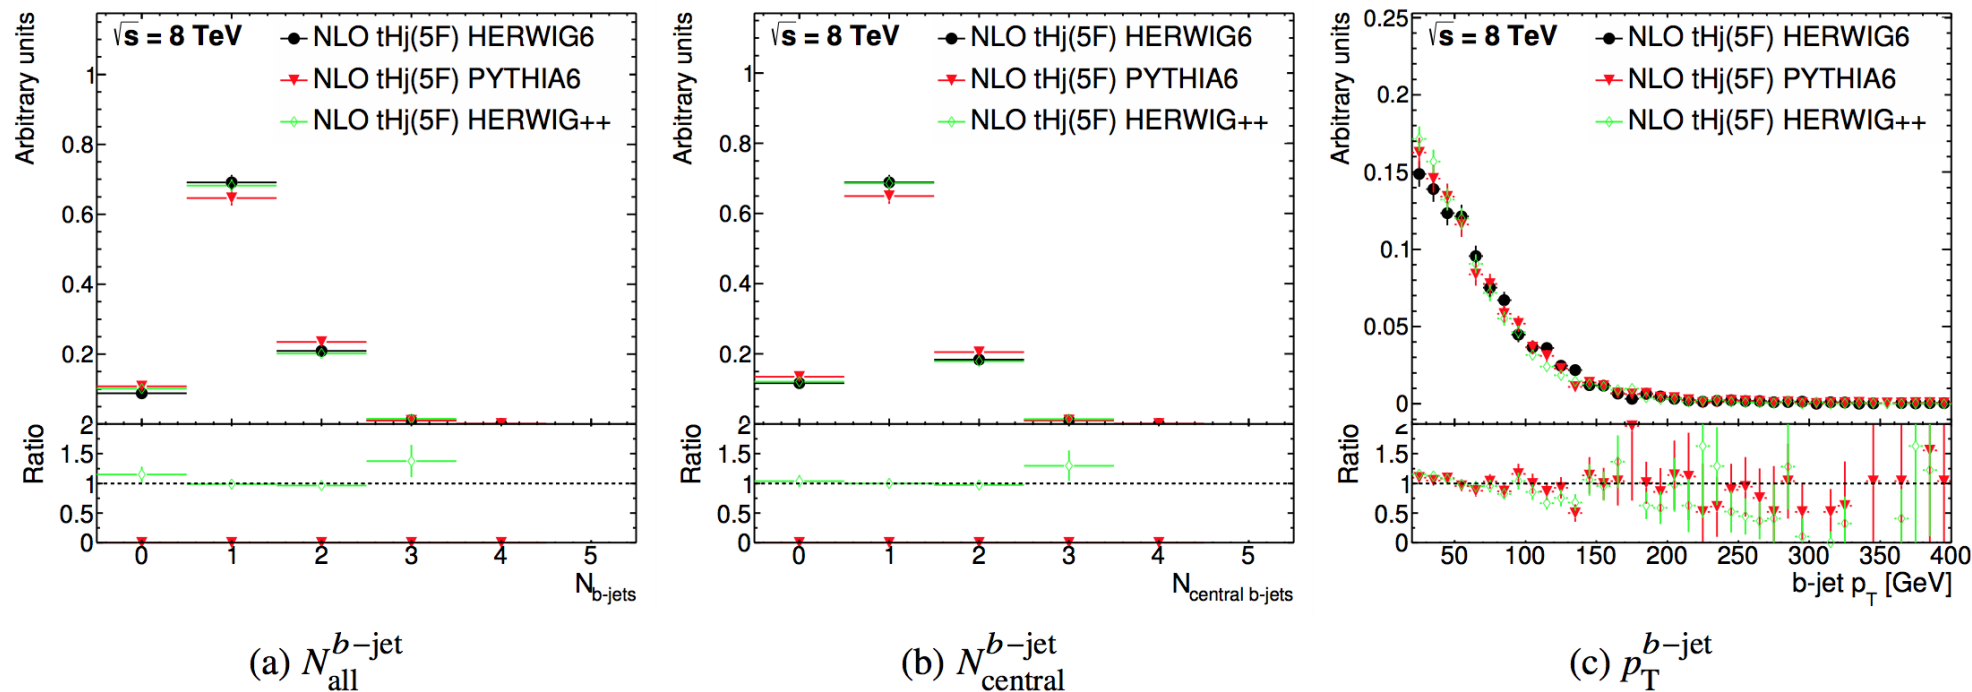 Arbitrary units
√s = 8 TeV
NLO tHj(5F) HERWIG6
NLO tHj(5F) PYTHIA6
NLO tHj(5F) HERWIG++
1
0.8
0.6
0.4
0.2
Ratio
2
1.5
1
0.5
0
0 1 2 3 4 5
N b-jets
(a) N all b−jet
Arbitrary units
√s = 8 TeV
NLO tHj(5F) HERWIG6
NLO tHj(5F) PYTHIA6
NLO tHj(5F) HERWIG++
1
0.8
0.6
0.4
0.2
Ratio
2
1.5
1
0.5
0
0 1 2 3 4 5
N central b-jets
(b) N central b−jet
Arbitrary units
0.25
√s = 8 TeV
NLO tHj(5F) HERWIG6
NLO tHj(5F) PYTHIA6
NLO tHj(5F) HERWIG++
0.2
0.15
0.1
0.05
0
Ratio
2
1.5
1
0.5
0
50 100 150 200 250 300 350 400
b-jet p T [GeV]
(c) p T b−jet